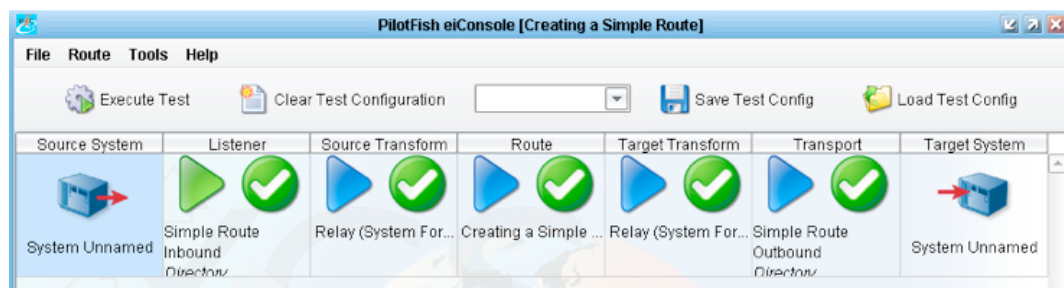 PilotFish eiConsole [Creating a Simple Route]
File Route Tools Help
Execute Test Clear Test Configuration Save Test Config Load Test Config
Source System Listener Source Transform Route Target Transform Transport Target System
System Unnamed Simple Route Inbound Directory Relay (System For... Creating a Simple ... Relay (System For... Simple Route Outbound Directory System Unnamed